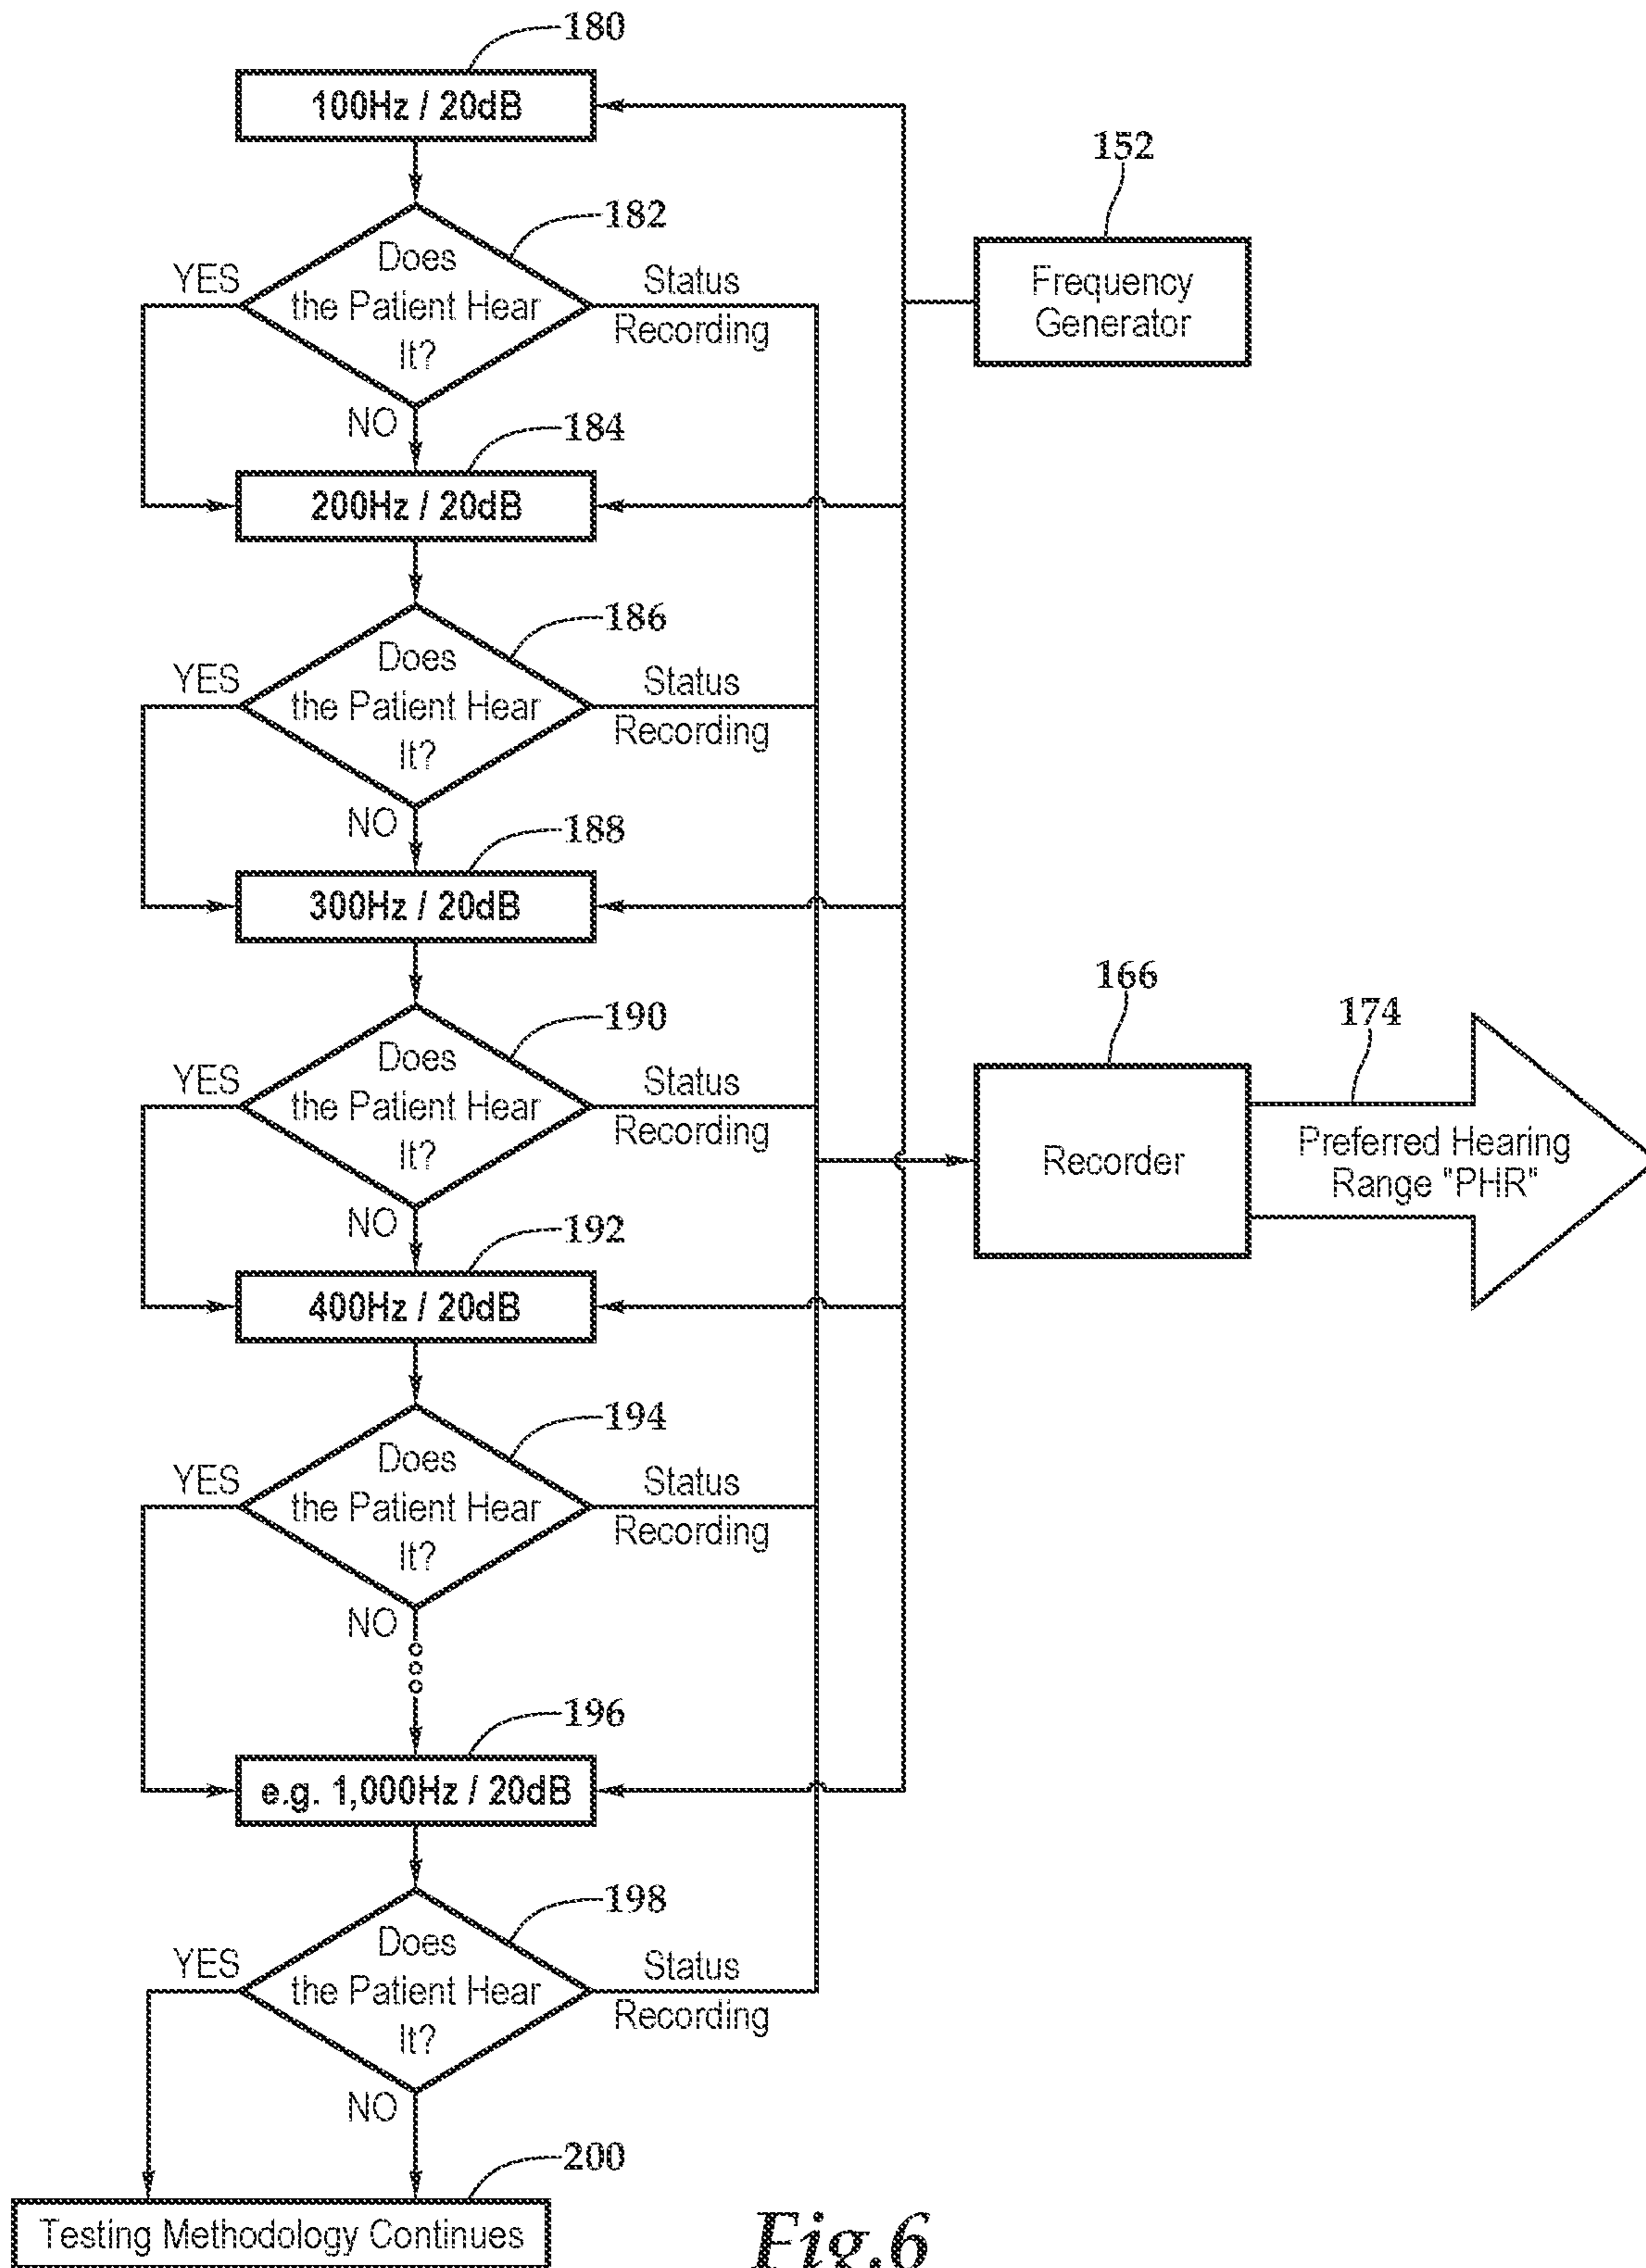 180
100Hz / 20dB
152
182
Does
the Patient Hear
It?
YES
Status
Recording
Frequency
Generator
NO
184
200Hz / 20dB
186
Does
the Patient Hear
It?
YES
Status
Recording
NO
188
300Hz / 20dB
190
Does
the Patient Hear
It?
YES
Status
Recording
166
174
Recorder
Preferred Hearing
Range "PHR"
NO
192
400Hz / 20dB
194
Does
the Patient Hear
It?
YES
Status
Recording
NO
196
e.g. 1,000Hz / 20dB
198
Does
the Patient Hear
It?
YES
Status
Recording
NO
200
Testing Methodology Continues
Fig.6